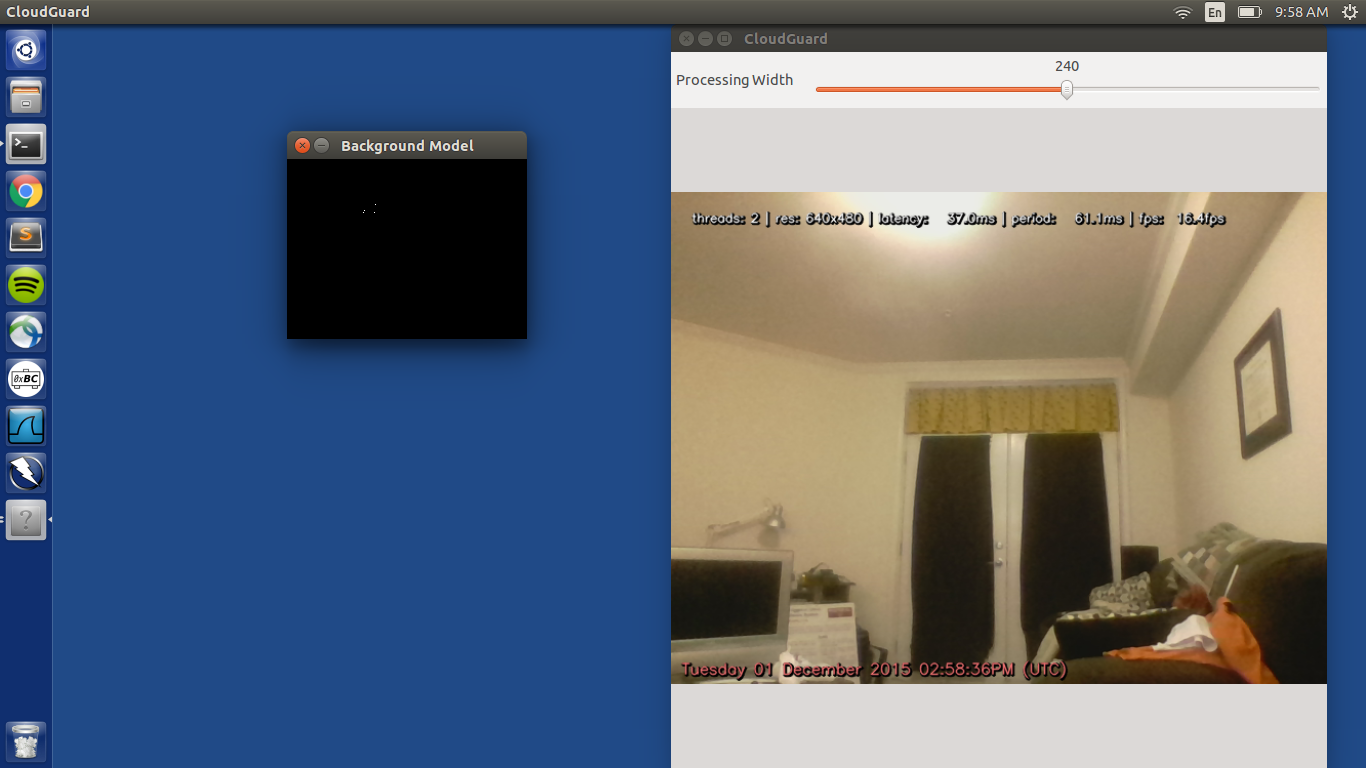 CloudGuard
En
9:58 AM
CloudGuard
240
Processing Width
Background Model
threads: 2 | res: 640x480 | latency: 37.0ms | period: 61.1ms | fps: 16.4fps
>_
S
0xBC
?
Tuesday 01 December 2015 02:58:36PM (UTC)